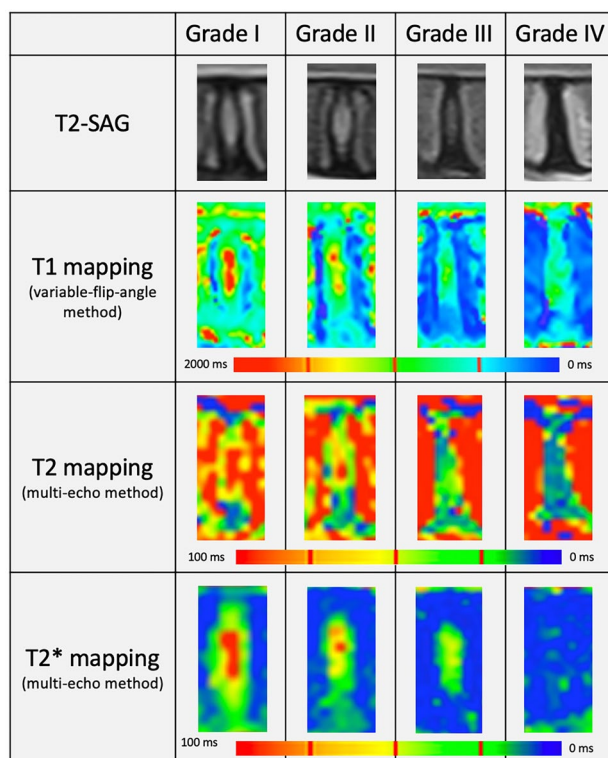 Grade I Grade II Grade III Grade IV
T2-SAG
T1 mapping
(variable-flip-angle
method)
2000 ms 0 ms
T2 mapping
(multi-echo method)
100 ms 0 ms
T2* mapping
(multi-echo method)
100 ms 0 ms